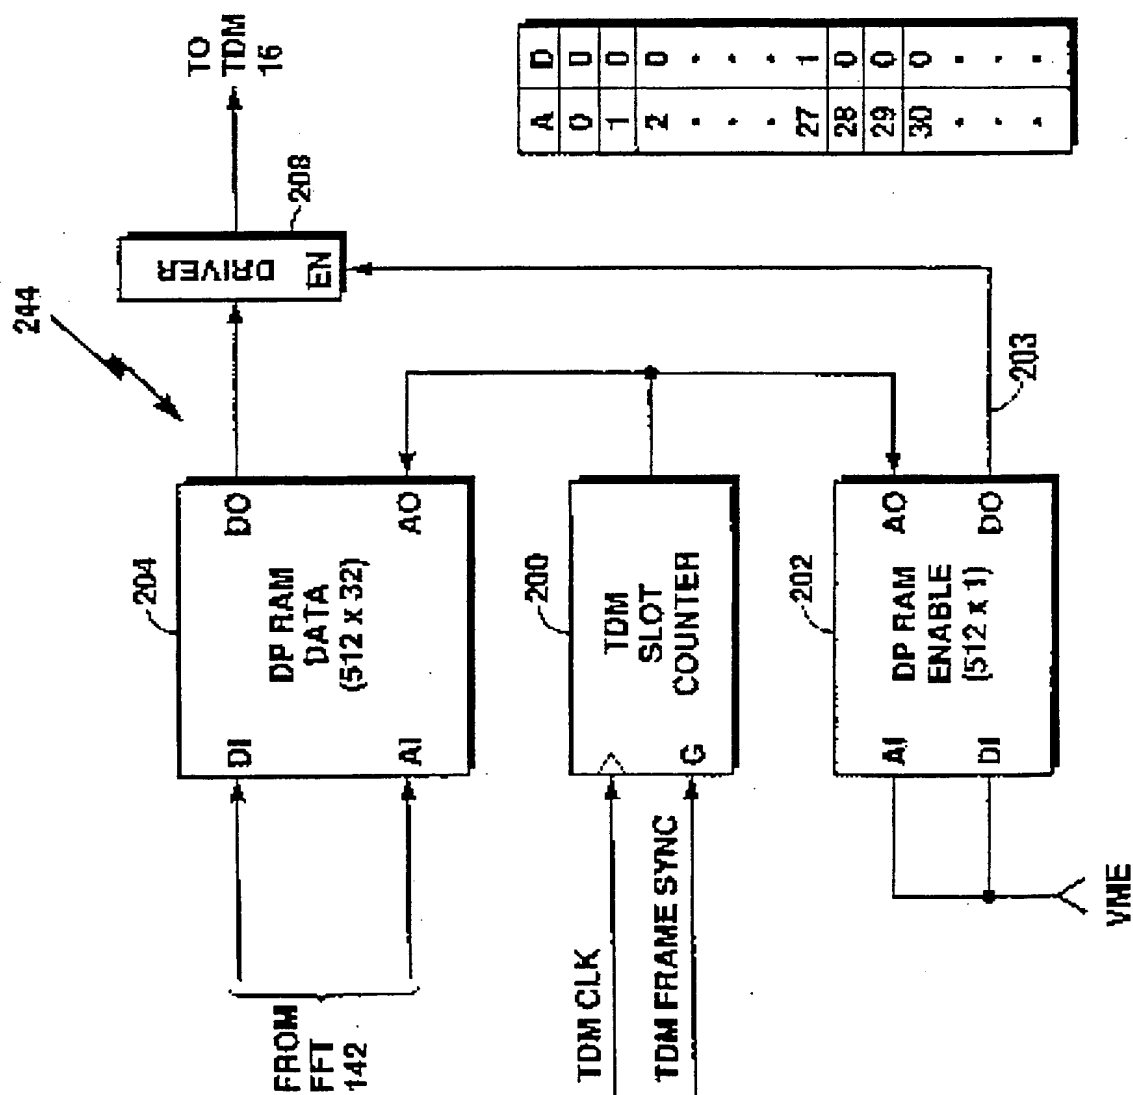 244
TO
TDM
16
DRIVER
EN
208
204
DI
DO
DP RAM
DATA
(512 x 32)
AI
AO
FROM
FFT
142
200
TDM
SLOT
COUNTER
G
TDM CLK
TDM FRAME SYNC
202
AI
AO
DP RAM
ENABLE
(512 x 1)
DI
DO
203
VME
A D
0 0
1 0
2 0
• •
• •
• •
27 1
28 0
29 0
30 0
• •
• •
• •